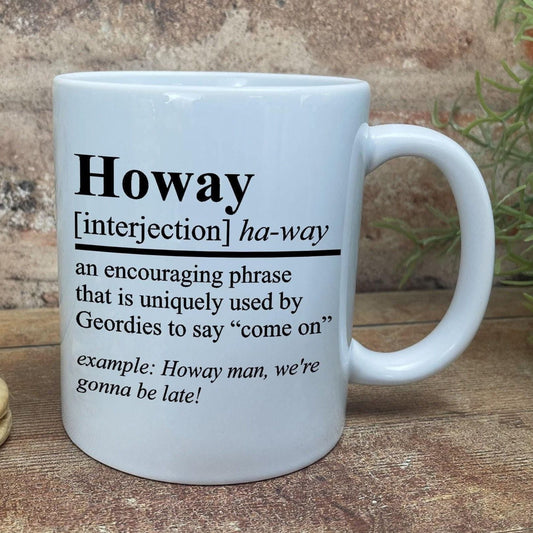 Howay
[interjection] ha-way
an encouraging phrase
that is uniquely used by
Geordies to say “come on”
example: Howay man, we're
gonna be late!